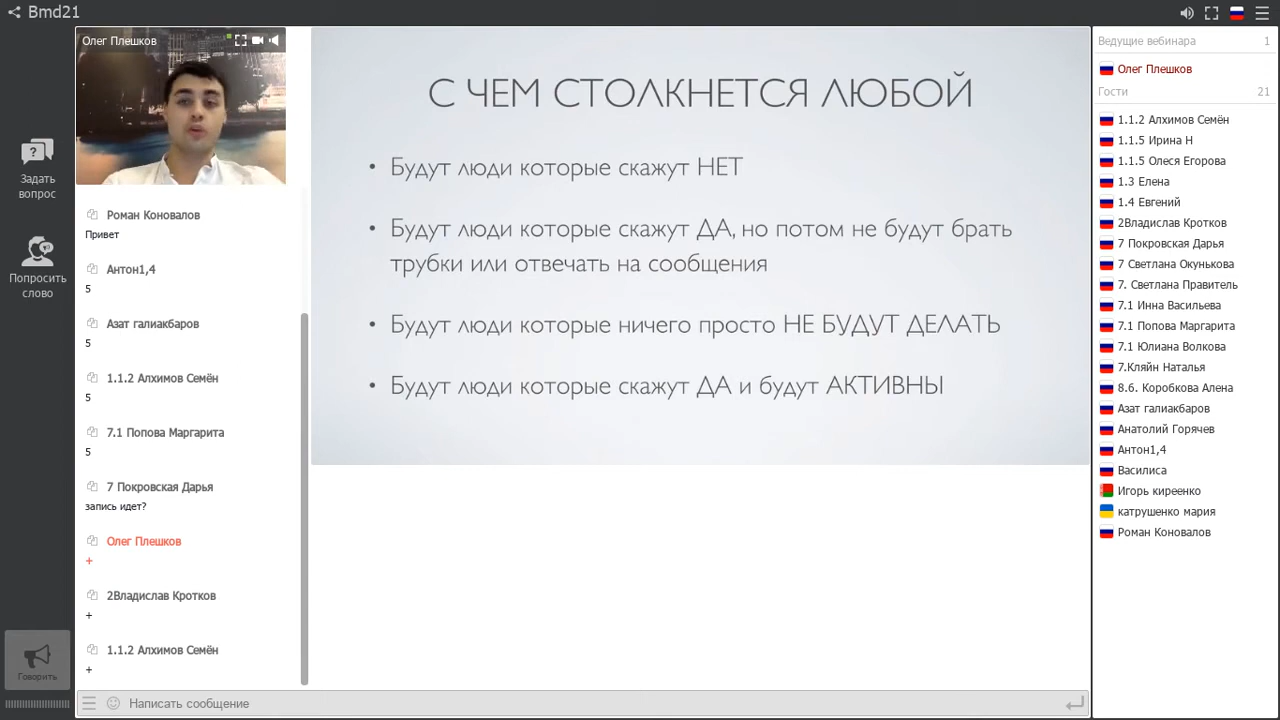 Bmd21
Задать
вопрос
Попросить
слово
Говорить
Олег Плешков
Роман Коновалов
Привет
Антон1,4
5
Азат галиакбаров
5
1.1.2 Алхимов Семён
5
7.1 Попова Маргарита
5
7 Покровская Дарья
запись идет?
Олег Плешков
+
2Владислав Кротков
+
1.1.2 Алхимов Семён
+
Написать сообщение
С ЧЕМ СТОЛКНЕТСЯ ЛЮБОЙ
• Будут люди которые скажут НЕТ
• Будут люди которые скажут ДА, но потом не будут брать
трубки или отвечать на сообщения
• Будут люди которые ничего просто НЕ БУДУТ ДЕЛАТЬ
• Будут люди которые скажут ДА и будут АКТИВНЫ
Ведущие вебинара 1
Олег Плешков
Гости 21
1.1.2 Алхимов Семён
1.1.5 Ирина Н
1.1.5 Олеся Егорова
1.3 Елена
1.4 Евгений
2Владислав Кротков
7 Покровская Дарья
7 Светлана Окунькова
7. Светлана Правитель
7.1 Инна Васильева
7.1 Попова Маргарита
7.1 Юлиана Волкова
7.Кляйн Наталья
8.6. Коробкова Алена
Азат галиакбаров
Анатолий Горячев
Антон1,4
Василиса
Игорь киреенко
катрушенко мария
Роман Коновалов